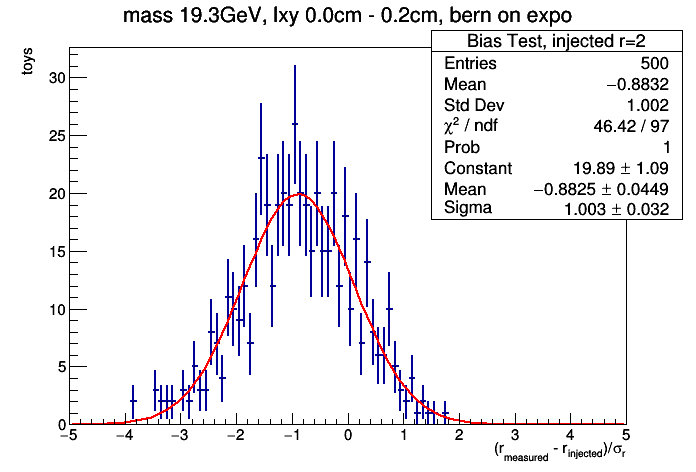 mass 19.3GeV, lxy 0.0cm - 0.2cm, bern on expo
Bias Test, injected r=2
Entries 500
Mean −0.8832
Std Dev 1.002
χ² / ndf 46.42 / 97
Prob 1
Constant 19.89 ± 1.09
Mean −0.8825 ± 0.0449
Sigma 1.003 ± 0.032
toys
30
25
20
15
10
5
0
−5 −4 −3 −2 −1 0 1 2 3 4 5
(r_measured - r_injected)/σ_r